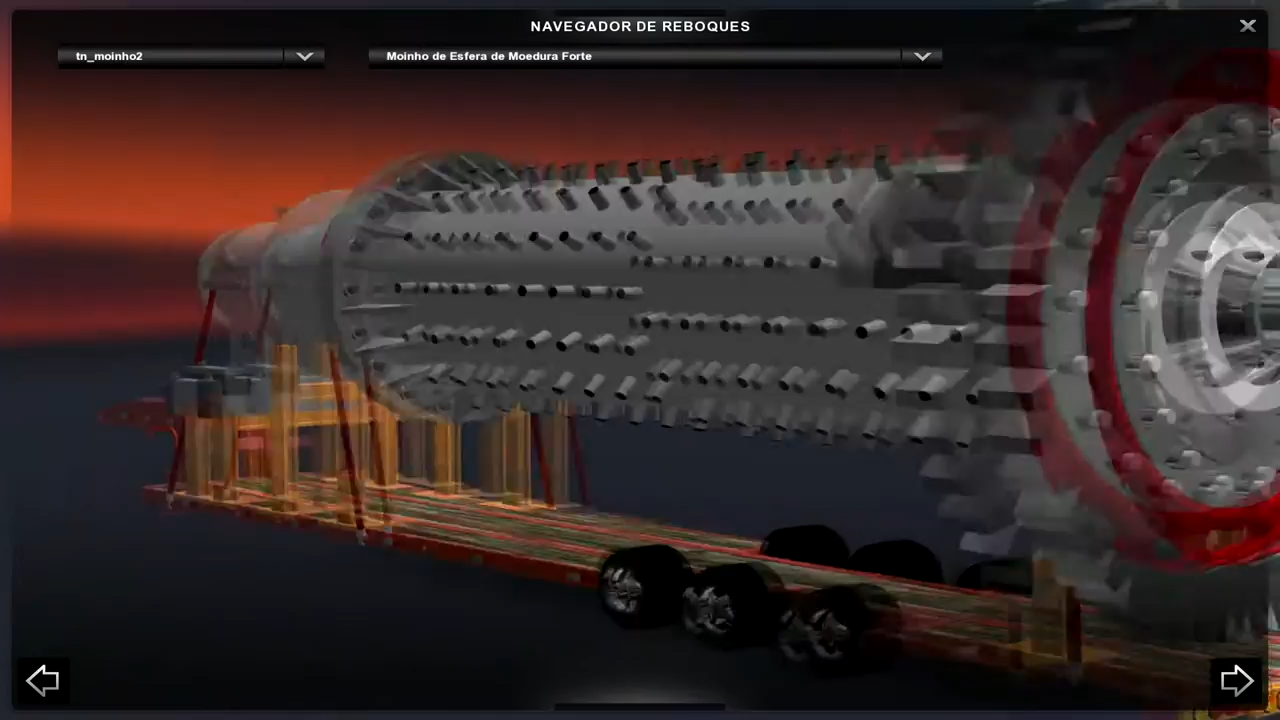 NAVEGADOR DE REBOQUES
tn_moinho2
Moinho de Esfera de Moedura Forte